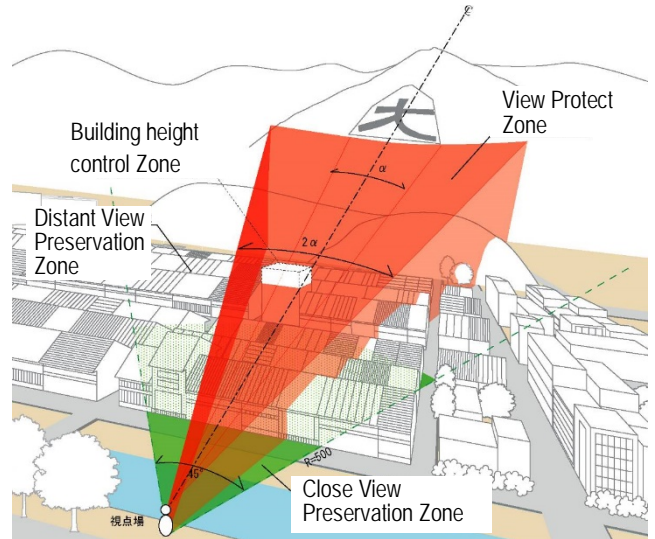 ℄
大
View Protect
Zone
Building height
control Zone
α
Distant View
Preservation
Zone
2 α
R=500
45°
Close View
Preservation Zone
視点場